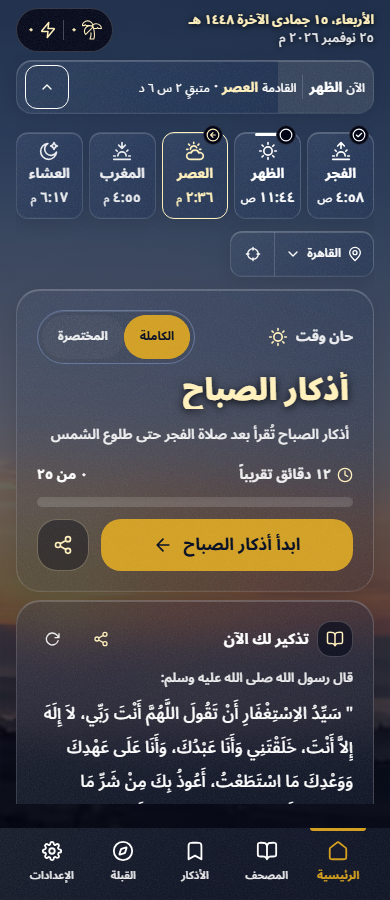 الأربعاء، ١٥ جمادى الآخرة ١٤٤٨ هـ
٢٥ نوفمبر ٢٠٢٦ م
٠
٠
الآن الظهر القادمة العصر • متبقٍ ٢ س ٦ د
الفجر
٤:٥٨ ص
الظهر
١١:٤٤ ص
العصر
٢:٣٦ م
المغرب
٤:٥٥ م
العشاء
٦:١٧ م
القاهرة
حان وقت
الكاملة
المختصرة
أذكار الصباح
أذكار الصباح تُقرأ بعد صلاة الفجر حتى طلوع الشمس
١٢ دقائق تقريباً
٠ من ٢٥
ابدأ أذكار الصباح
تذكير لك الآن
قال رسول الله صلى الله عليه وسلم:
" سَيِّدُ الاِسْتِغْفَارِ أَنْ تَقُولَ اللَّهُمَّ أَنْتَ رَبِّي، لاَ إِلَهَ
إِلاَّ أَنْتَ، خَلَقْتَنِي وَأَنَا عَبْدُكَ، وَأَنَا عَلَى عَهْدِكَ
وَوَعْدِكَ مَا اسْتَطَعْتُ، أَعُوذُ بِكَ مِنْ شَرِّ مَا
الرئيسية
المصحف
الأذكار
القبلة
الإعدادات